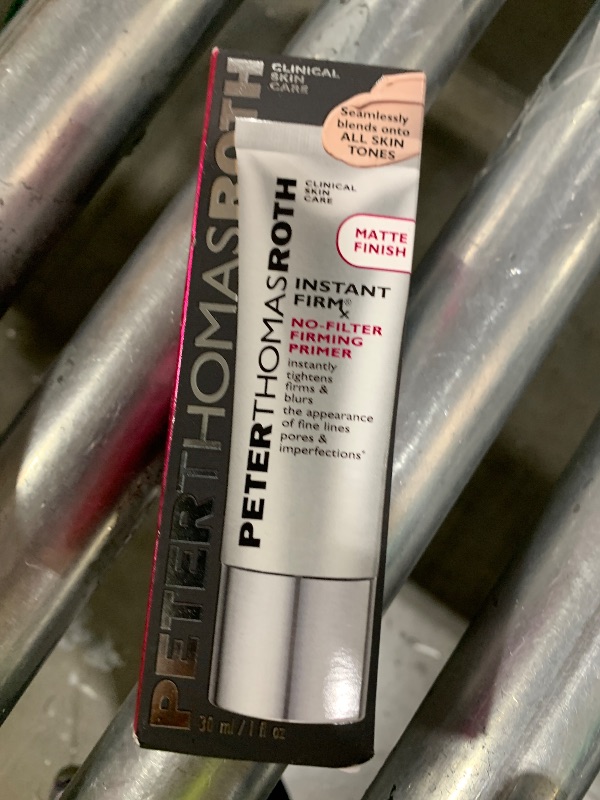 PETERTHOMASROTH
CLINICAL
SKIN
CARE
Seamlessly
blends onto
ALL SKIN
TONES
PETERTHOMASROTH
CLINICAL
SKIN
CARE
MATTE
FINISH
INSTANT
FIRMx®
NO-FILTER
FIRMING
PRIMER
instantly
tightens
firms &
blurs
the appearance
of fine lines
pores &
imperfections*
30 ml / 1 fl oz